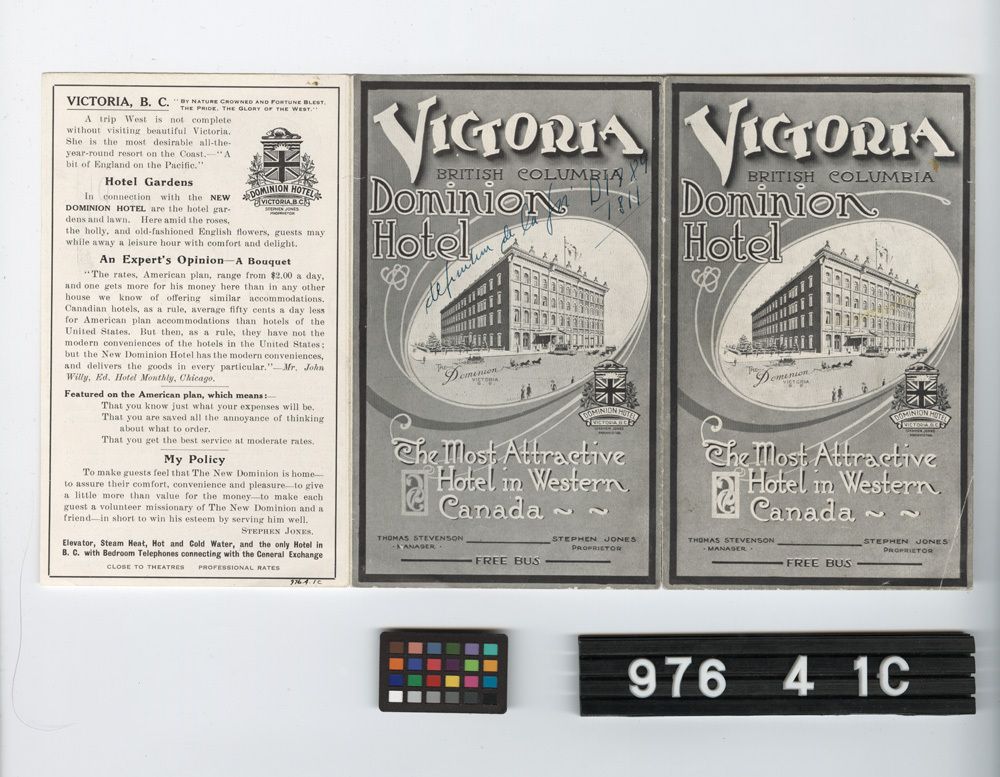 VICTORIA, B. C. "By Nature Crowned and Fortune Blest,
The Pride, The Glory of the West."
A trip West is not complete
without visiting beautiful Victoria.
She is the most desirable all-the-
year-round resort on the Coast.—"A
bit of England on the Pacific."
DOMINION HOTEL
VICTORIA, B.C.
STEPHEN JONES
PROPRIETOR
Hotel Gardens
In connection with the NEW
DOMINION HOTEL are the hotel gar-
dens and lawn. Here amid the roses,
the holly, and old-fashioned English flowers, guests may
while away a leisure hour with comfort and delight.
An Expert's Opinion—A Bouquet
"The rates, American plan, range from $2.00 a day,
and one gets more for his money here than in any other
house we know of offering similar accommodations.
Canadian hotels, as a rule, average fifty cents a day less
for American plan accommodations than hotels of the
United States. But then, as a rule, they have not the
modern conveniences of the hotels in the United States;
but the New Dominion Hotel has the modern conveniences,
and delivers the goods in every particular."—Mr. John
Willy, Ed. Hotel Monthly, Chicago.
Featured on the American plan, which means:—
That you know just what your expenses will be.
That you are saved all the annoyance of thinking
about what to order.
That you get the best service at moderate rates.
My Policy
To make guests feel that The New Dominion is home—
to assure their comfort, convenience and pleasure—to give
a little more than value for the money—to make each
guest a volunteer missionary of The New Dominion and a
friend—in short to win his esteem by serving him well.
STEPHEN JONES.
Elevator, Steam Heat, Hot and Cold Water, and the only Hotel in
B. C. with Bedroom Telephones connecting with the General Exchange
CLOSE TO THEATRES PROFESSIONAL RATES
976.4.1C
VICTORIA
BRITISH COLUMBIA
Dominion
Hotel
The Dominion
VICTORIA
B.C.
DOMINION HOTEL
VICTORIA, B.C.
STEPHEN JONES
PROPRIETOR
The Most Attractive
Hotel in Western
Canada ~ ~
THOMAS STEVENSON STEPHEN JONES
- MANAGER - PROPRIETOR
FREE BUS
VICTORIA
BRITISH COLUMBIA
Dominion
Hotel
The Dominion
VICTORIA
B.C.
DOMINION HOTEL
VICTORIA, B.C.
STEPHEN JONES
PROPRIETOR
The Most Attractive
Hotel in Western
Canada ~ ~
THOMAS STEVENSON STEPHEN JONES
- MANAGER - PROPRIETOR
FREE BUS
976 4 1C